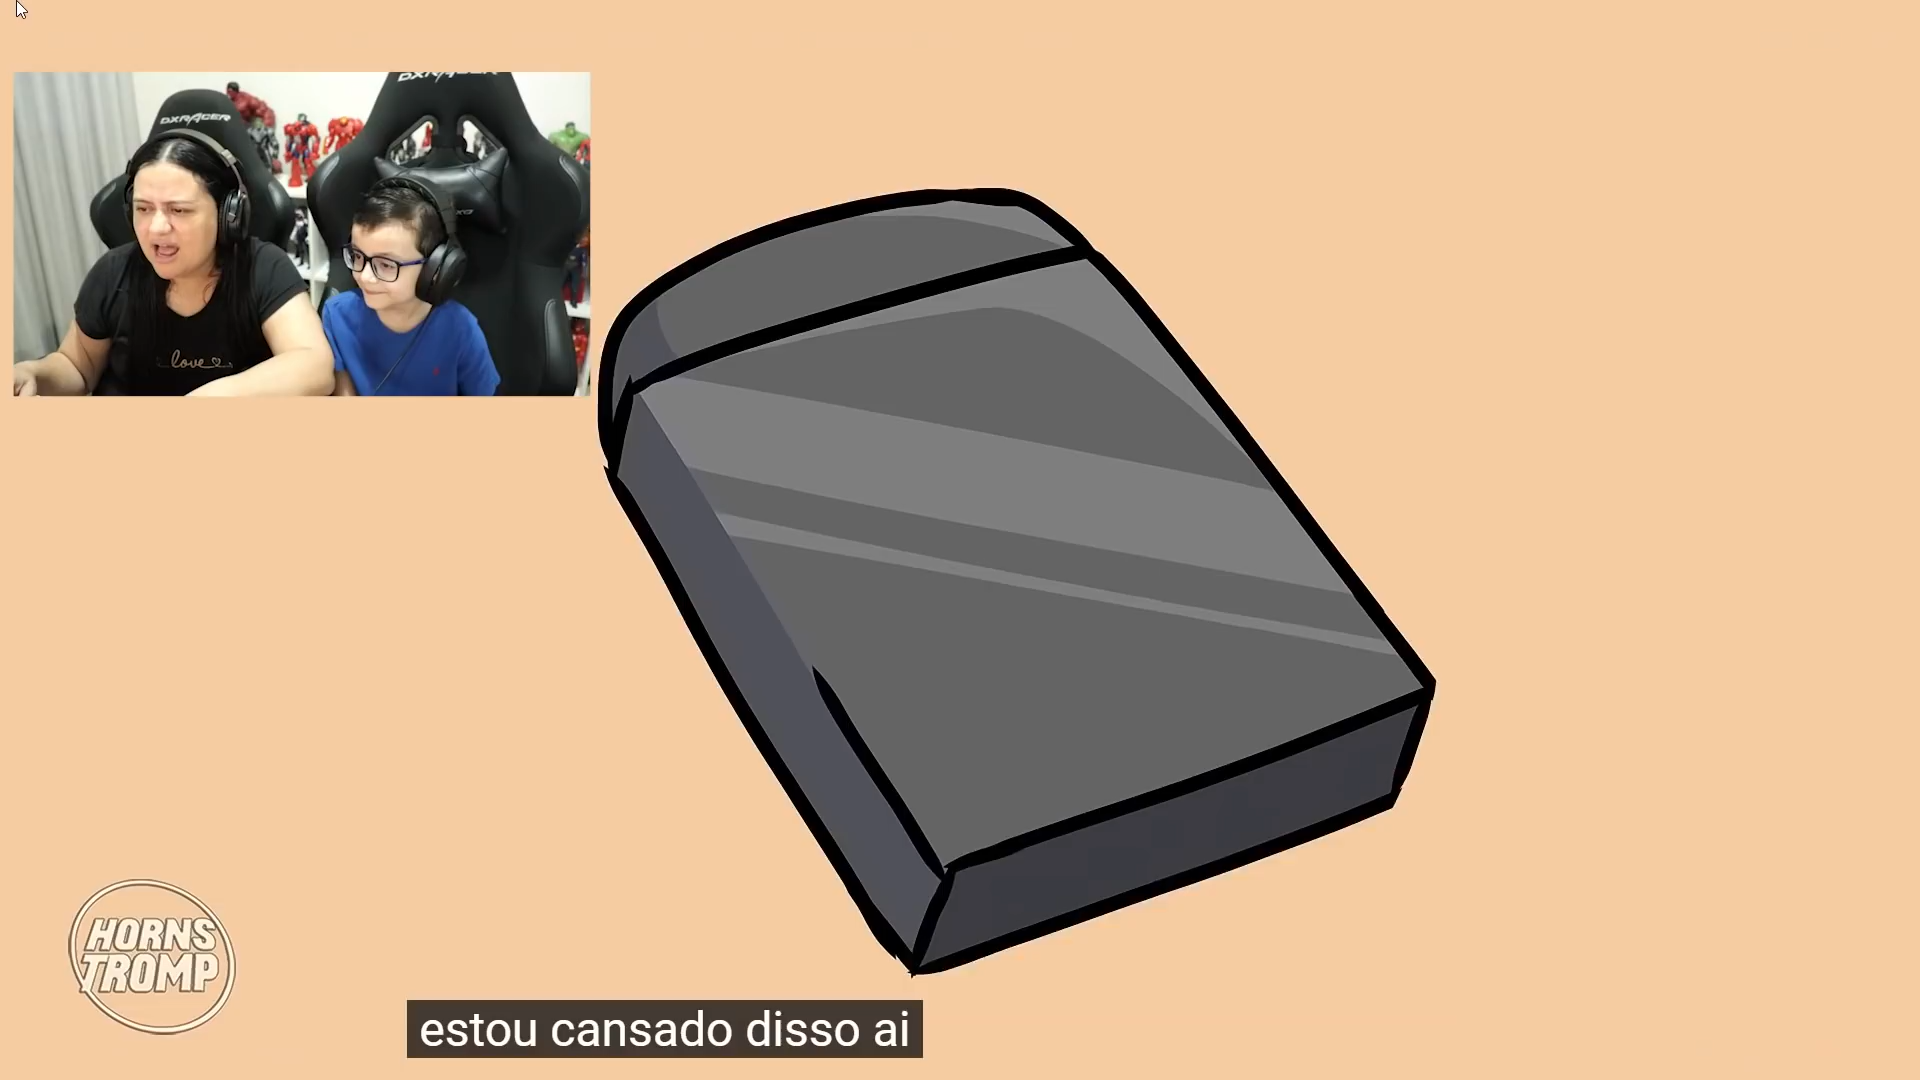 DXRACER
DXRACER
love
HORNS
TROMP
estou cansado disso ai